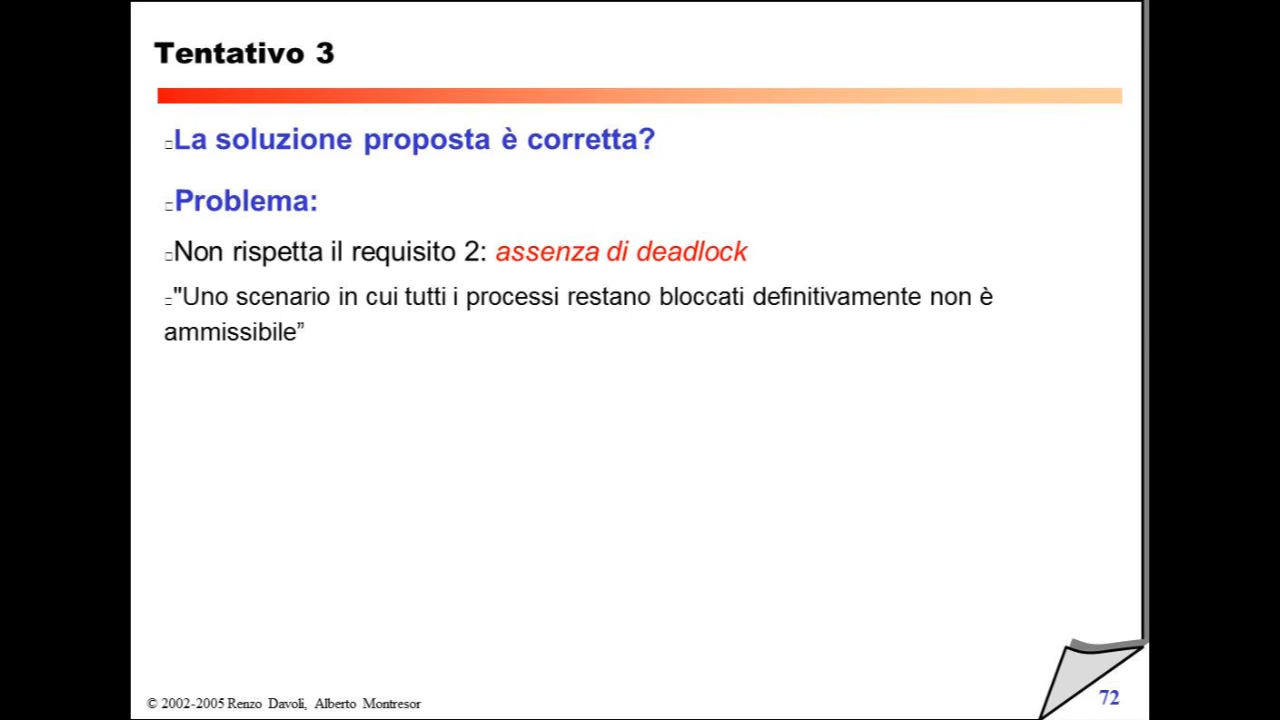 Tentativo 3
La soluzione proposta è corretta?
Problema:
Non rispetta il requisito 2: assenza di deadlock
"Uno scenario in cui tutti i processi restano bloccati definitivamente non è
ammissibile”
© 2002-2005 Renzo Davoli, Alberto Montresor
72